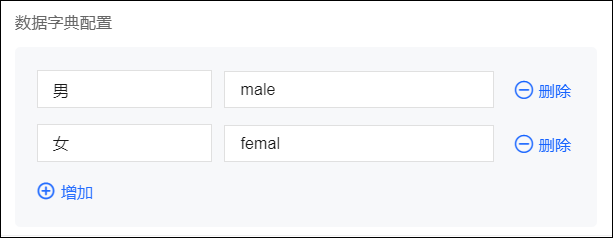 数据字典配置
男 male 删除
女 femal 删除
增加